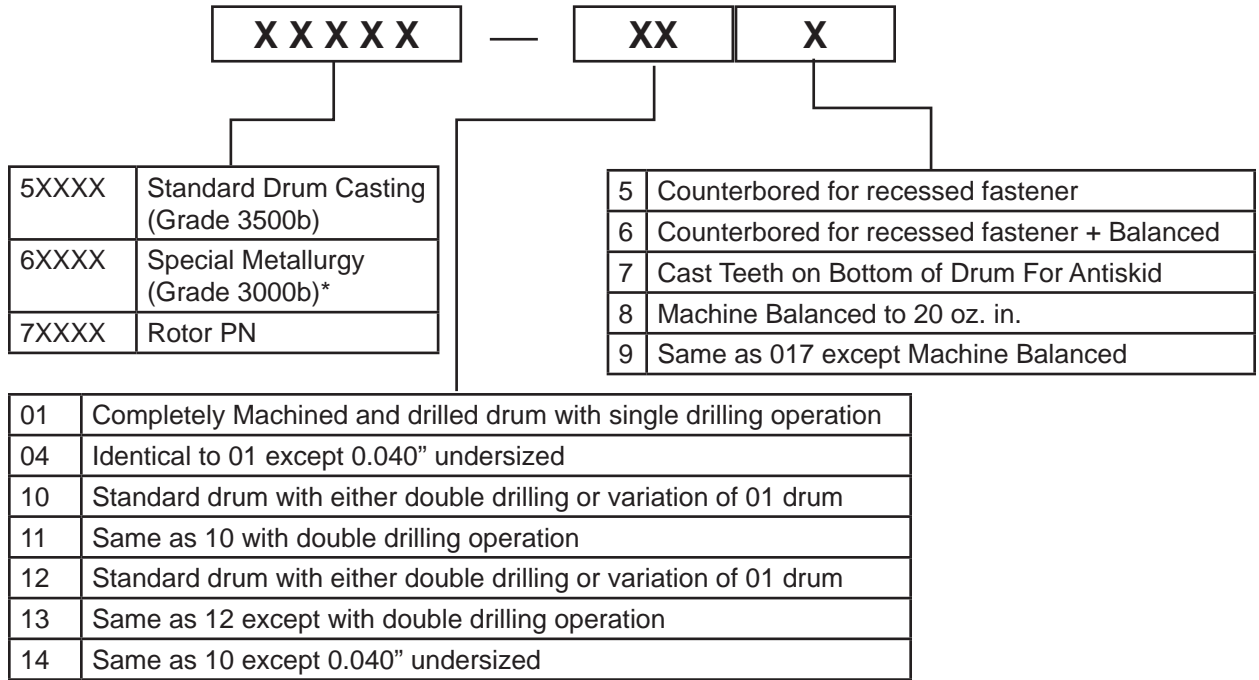 X X X X X — XX X
5XXXX Standard Drum Casting
(Grade 3500b)
6XXXX Special Metallurgy
(Grade 3000b)*
7XXXX Rotor PN
5 Counterbored for recessed fastener
6 Counterbored for recessed fastener + Balanced
7 Cast Teeth on Bottom of Drum For Antiskid
8 Machine Balanced to 20 oz. in.
9 Same as 017 except Machine Balanced
01 Completely Machined and drilled drum with single drilling operation
04 Identical to 01 except 0.040” undersized
10 Standard drum with either double drilling or variation of 01 drum
11 Same as 10 with double drilling operation
12 Standard drum with either double drilling or variation of 01 drum
13 Same as 12 except with double drilling operation
14 Same as 10 except 0.040” undersized